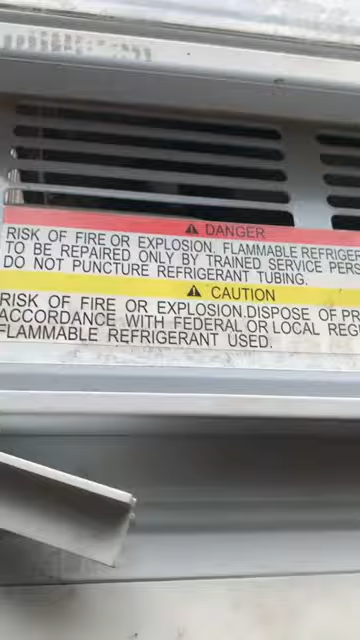 ⚠ DANGER
RISK OF FIRE OR EXPLOSION. FLAMMABLE REFRIGER
TO BE REPAIRED ONLY BY TRAINED SERVICE PERS
DO NOT PUNCTURE REFRIGERANT TUBING.
⚠ CAUTION
RISK OF FIRE OR EXPLOSION.DISPOSE OF PR
ACCORDANCE WITH FEDERAL OR LOCAL REGU
FLAMMABLE REFRIGERANT USED.